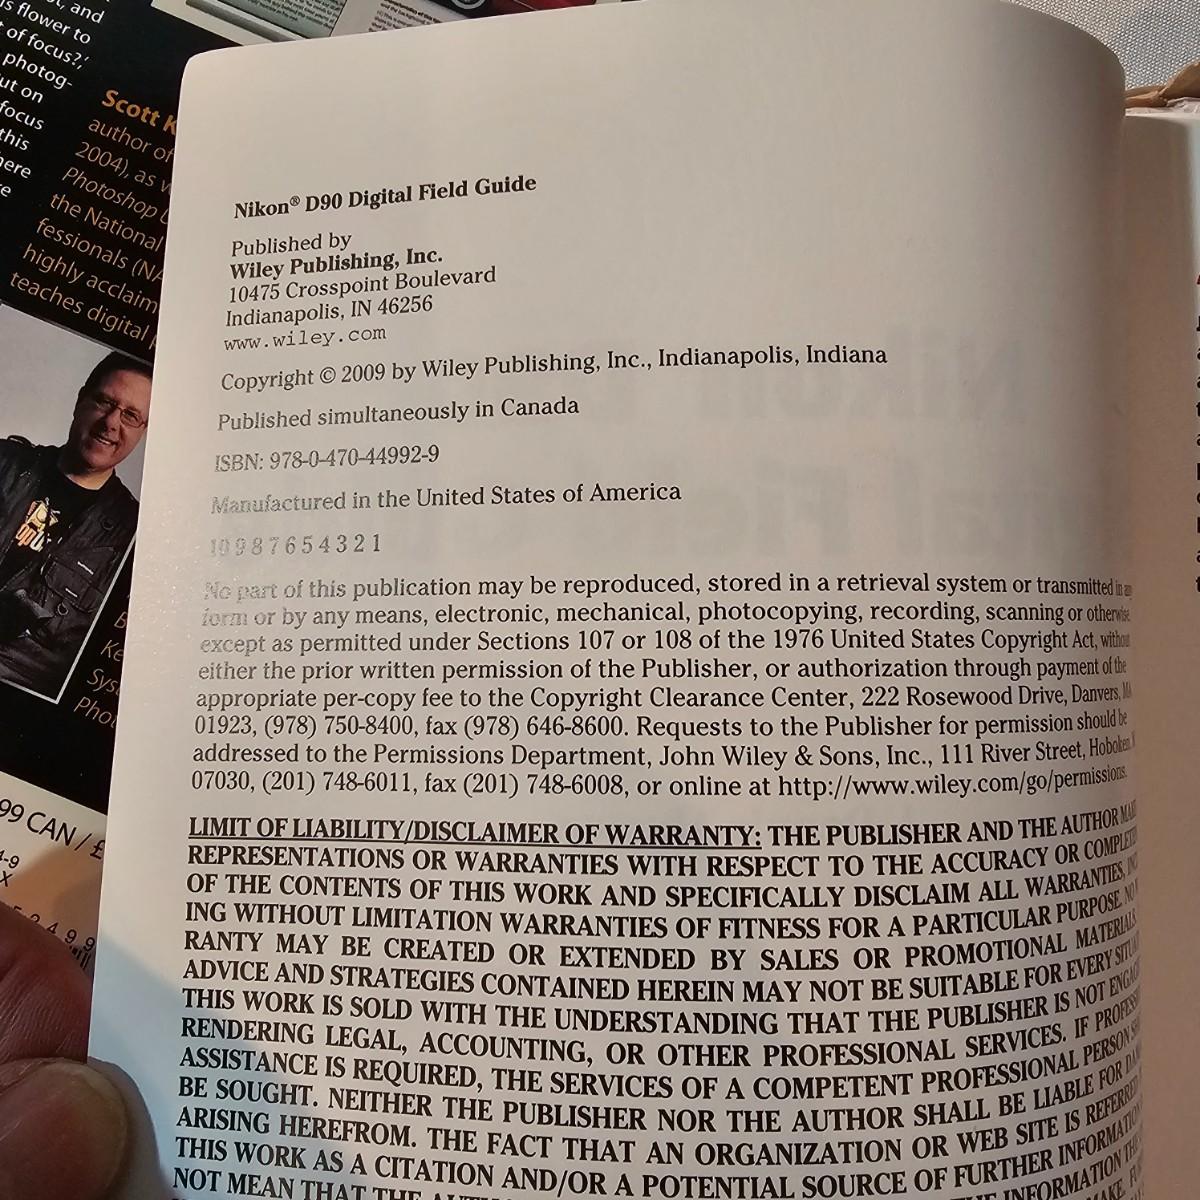 s flower to
of focus?,'
photog-
ut on
focus
this
here
re
Scott K
author of
2004), as w
Photoshop
the National
fessionals (NA
highly acclaim
teaches digital
Nikon® D90 Digital Field Guide
Published by
Wiley Publishing, Inc.
10475 Crosspoint Boulevard
Indianapolis, IN 46256
www.wiley.com
Copyright © 2009 by Wiley Publishing, Inc., Indianapolis, Indiana
Published simultaneously in Canada
ISBN: 978-0-470-44992-9
Manufactured in the United States of America
10 9 8 7 6 5 4 3 2 1
No part of this publication may be reproduced, stored in a retrieval system or transmitted in any
form or by any means, electronic, mechanical, photocopying, recording, scanning or otherwise,
except as permitted under Sections 107 or 108 of the 1976 United States Copyright Act, without
either the prior written permission of the Publisher, or authorization through payment of the
appropriate per-copy fee to the Copyright Clearance Center, 222 Rosewood Drive, Danvers, MA
01923, (978) 750-8400, fax (978) 646-8600. Requests to the Publisher for permission should be
addressed to the Permissions Department, John Wiley & Sons, Inc., 111 River Street, Hoboken,
07030, (201) 748-6011, fax (201) 748-6008, or online at http://www.wiley.com/go/permissions.
LIMIT OF LIABILITY/DISCLAIMER OF WARRANTY: THE PUBLISHER AND THE AUTHOR MAKE
REPRESENTATIONS OR WARRANTIES WITH RESPECT TO THE ACCURACY OR COMPLETE
OF THE CONTENTS OF THIS WORK AND SPECIFICALLY DISCLAIM ALL WARRANTIES,
ING WITHOUT LIMITATION WARRANTIES OF FITNESS FOR A PARTICULAR PURPOSE. NO
RANTY MAY BE CREATED OR EXTENDED BY SALES OR PROMOTIONAL MATERIALS.
ADVICE AND STRATEGIES CONTAINED HEREIN MAY NOT BE SUITABLE FOR EVERY SITUA
THIS WORK IS SOLD WITH THE UNDERSTANDING THAT THE PUBLISHER IS NOT ENGAG
RENDERING LEGAL, ACCOUNTING, OR OTHER PROFESSIONAL SERVICES. IF PROFESS
ASSISTANCE IS REQUIRED, THE SERVICES OF A COMPETENT PROFESSIONAL PERSON
BE SOUGHT. NEITHER THE PUBLISHER NOR THE AUTHOR SHALL BE LIABLE FOR DA
ARISING HEREFROM. THE FACT THAT AN ORGANIZATION OR WEB SITE IS REFERRED
THIS WORK AS A CITATION AND/OR A POTENTIAL SOURCE OF FURTHER INFORMATION
NOT MEAN THAT THE
Ke
Sys
Pho
99 CAN / £